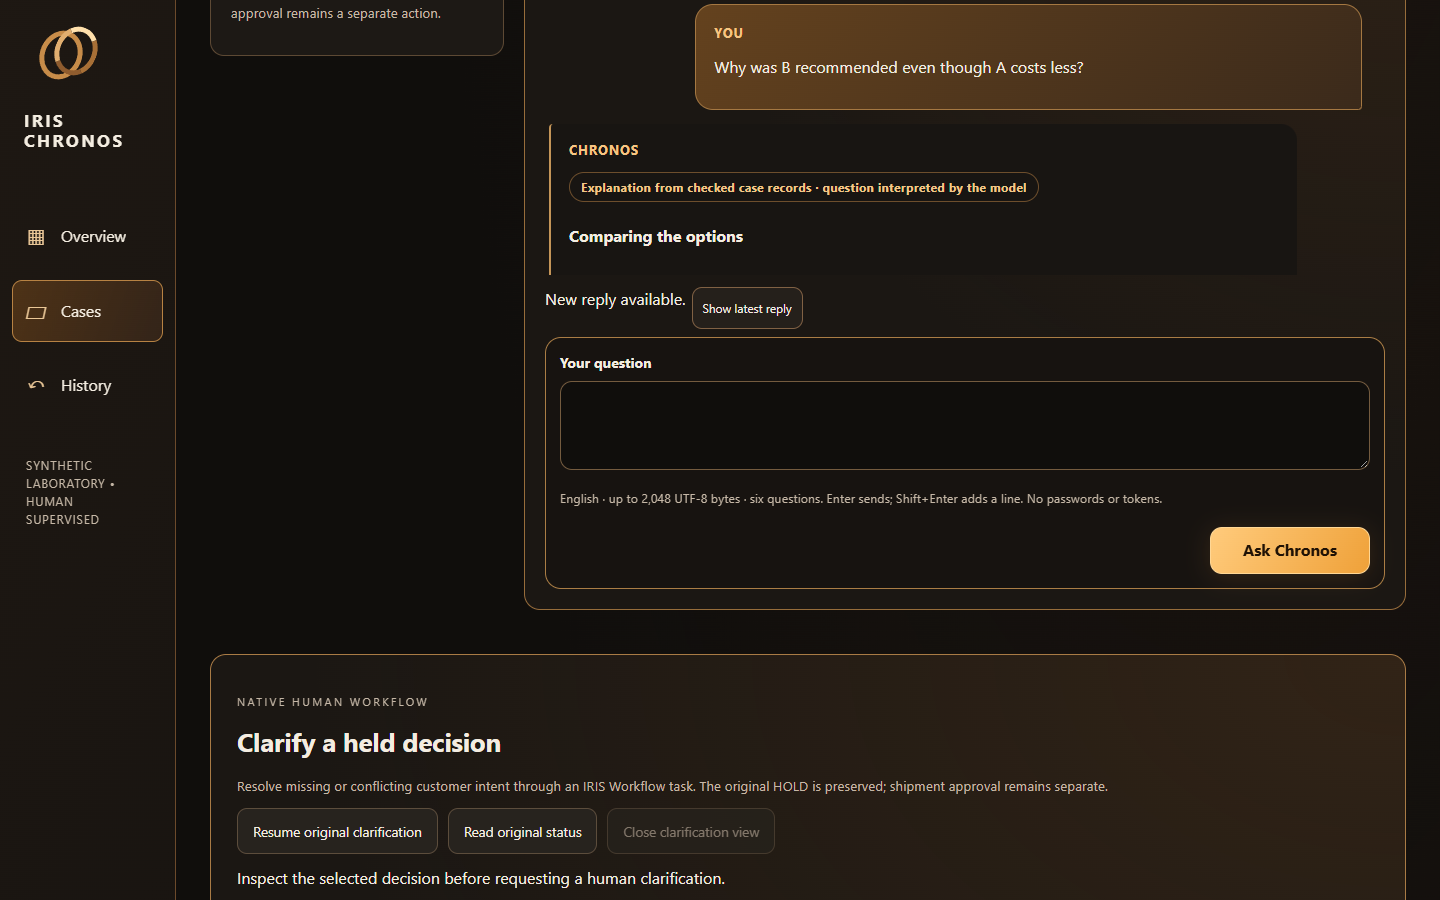 IRIS
CHRONOS
Overview
Cases
History
SYNTHETIC
LABORATORY •
HUMAN
SUPERVISED
approval remains a separate action.
YOU
Why was B recommended even though A costs less?
CHRONOS
Explanation from checked case records · question interpreted by the model
Comparing the options
New reply available.
Show latest reply
Your question
English · up to 2,048 UTF-8 bytes · six questions. Enter sends; Shift+Enter adds a line. No passwords or tokens.
Ask Chronos
NATIVE HUMAN WORKFLOW
Clarify a held decision
Resolve missing or conflicting customer intent through an IRIS Workflow task. The original HOLD is preserved; shipment approval remains separate.
Resume original clarification
Read original status
Close clarification view
Inspect the selected decision before requesting a human clarification.